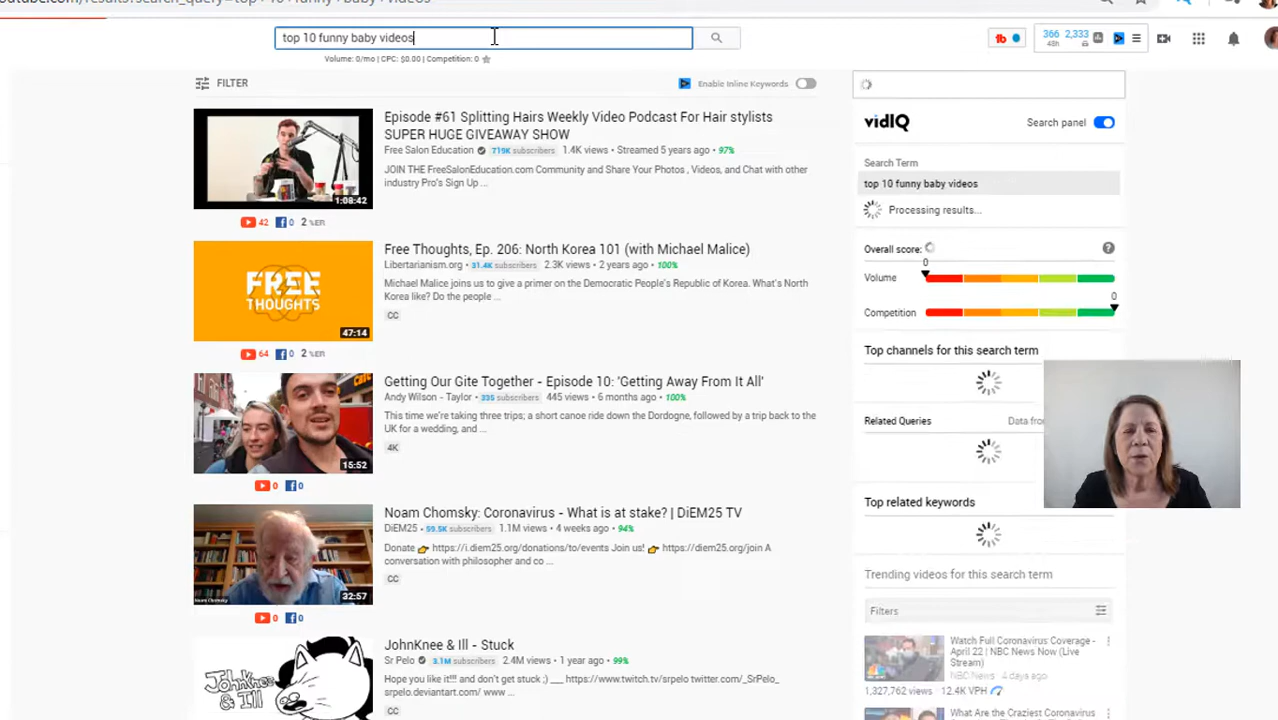 top 10 funny baby videos
Volume: 0/mo | CPC: $0.00 | Competition: 0
366 2,333
48h
FILTER
Enable Inline Keywords
Episode #61 Splitting Hairs Weekly Video Podcast For Hair stylists
SUPER HUGE GIVEAWAY SHOW
Free Salon Education 719K subscribers 1.4K views • Streamed 5 years ago • 97%
JOIN THE FreeSalonEducation.com Community and Share Your Photos , Videos, and Chat with other
industry Pro's Sign Up ...
1:08:42
42 0 2 %ER
Free Thoughts, Ep. 206: North Korea 101 (with Michael Malice)
Libertarianism.org • 31.4K subscribers • 2.3K views • 2 years ago • 100%
Michael Malice joins us to give a primer on the Democratic People's Republic of Korea. What's North
Korea like? Do the people ...
CC
FREE
THOUGHTS
47:14
64 0 2 %ER
Getting Our Gite Together - Episode 10: 'Getting Away From It All'
Andy Wilson - Taylor • 335 subscribers • 445 views • 6 months ago • 100%
This time we're taking three trips; a short canoe ride down the Dordogne, followed by a trip back to the
UK for a wedding, and ...
4K
15:52
0 0
Noam Chomsky: Coronavirus - What is at stake? | DiEM25 TV
DiEM25 • 59.5K subscribers • 1.1M views • 4 weeks ago • 94%
Donate 👉 https://i.diem25.org/donations/to/events Join us! 👉 https://diem25.org/join A
conversation with philosopher and co ...
CC
Noam Chomsky
32:57
0 0
JohnKnee & Ill - Stuck
Sr Pelo 3.1M subscribers • 2.4M views • 1 year ago • 99%
Hope you like it!!! and don't get stuck ;) ___ https://www.twitch.tv/srpelo twitter.com/_SrPelo_
srpelo.deviantart.com/ www ...
CC
JOHNKNEE
& ILL
vidIQ
Search panel
Search Term
top 10 funny baby videos
Processing results...
Overall score: ?
0
Volume
0
Competition
Top channels for this search term
Related Queries Data fro
Top related keywords
Trending videos for this search term
Filters
Watch Full Coronavirus Coverage -
April 22 | NBC News Now (Live
Stream)
NBC News • 4 days ago
1,327,762 views 12.4K VPH
What Are the Craziest Coronavirus